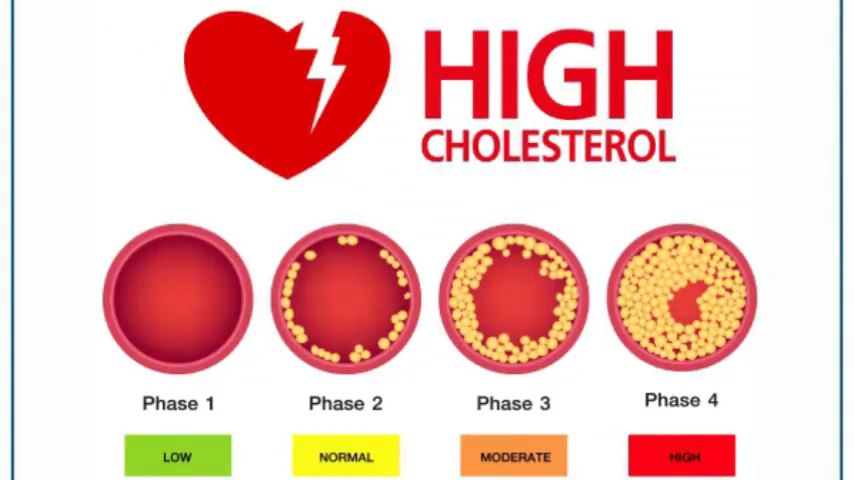 HIGH
CHOLESTEROL
Phase 1
Phase 2
Phase 3
Phase 4
LOW
NORMAL
MODERATE
HIGH